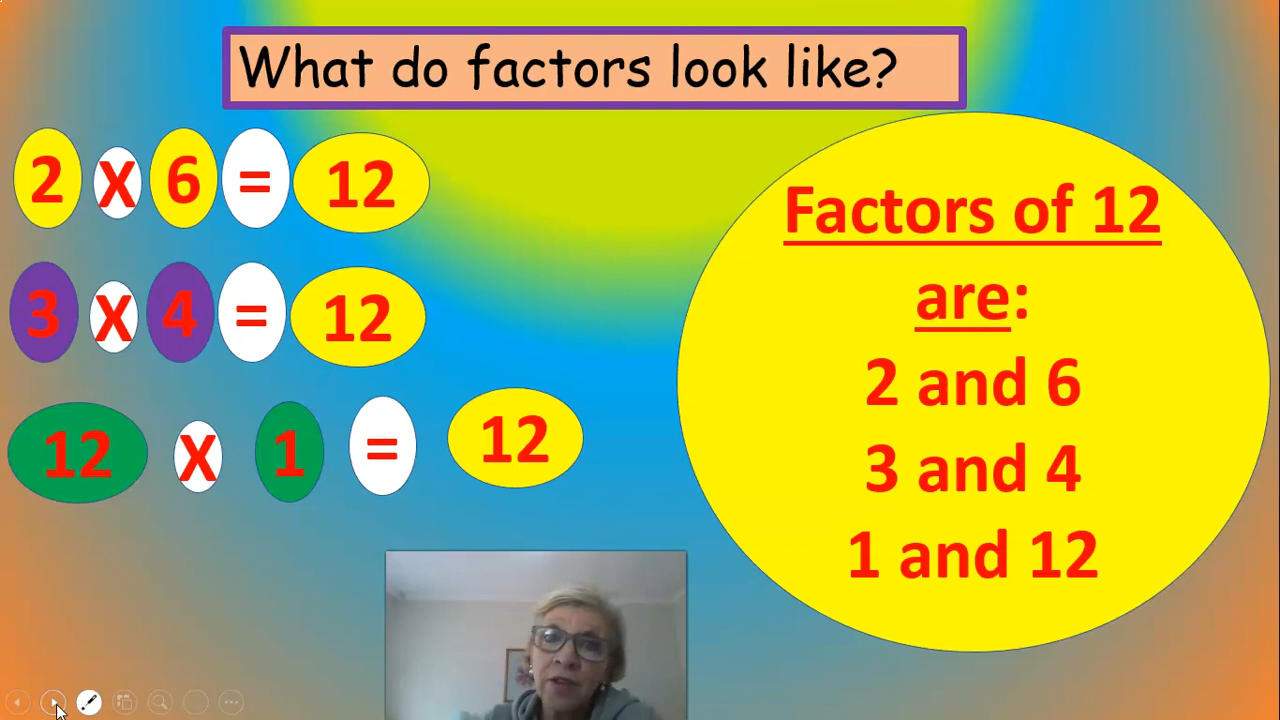 What do factors look like?
2 x 6 = 12
3 x 4 = 12
12 x 1 = 12
Factors of 12
are:
2 and 6
3 and 4
1 and 12